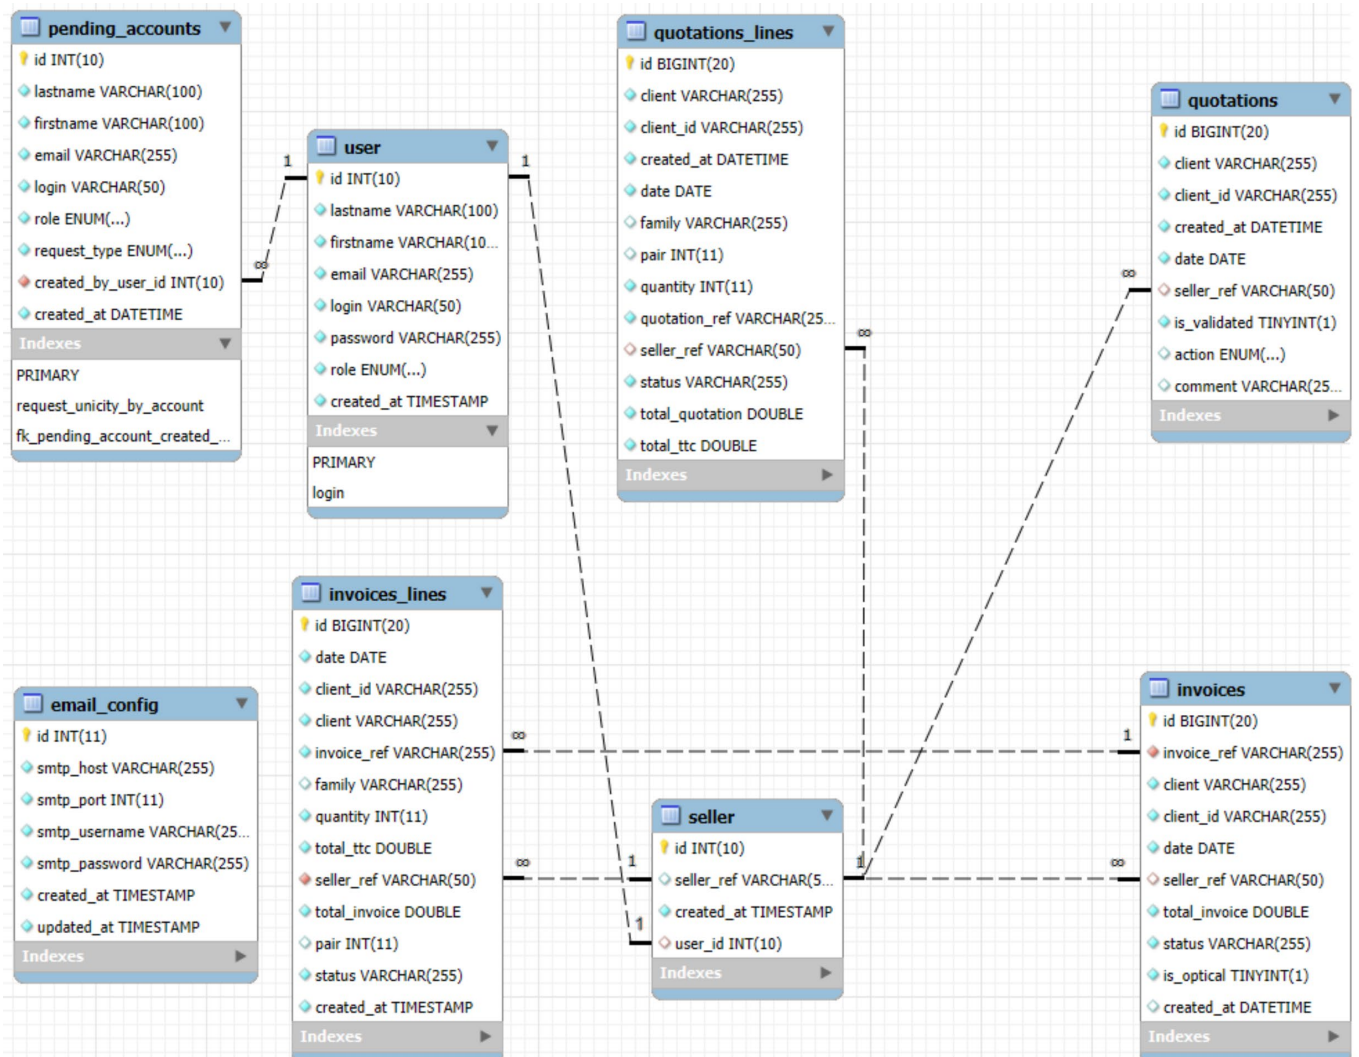 pending_accounts
id INT(10)
lastname VARCHAR(100)
firstname VARCHAR(100)
email VARCHAR(255)
login VARCHAR(50)
role ENUM(...)
request_type ENUM(...)
created_by_user_id INT(10)
created_at DATETIME
Indexes
PRIMARY
request_unicity_by_account
fk_pending_account_created_...
1
∞
user
id INT(10)
lastname VARCHAR(100)
firstname VARCHAR(10...
email VARCHAR(255)
login VARCHAR(50)
password VARCHAR(255)
role ENUM(...)
created_at TIMESTAMP
Indexes
PRIMARY
login
1
quotations_lines
id BIGINT(20)
client VARCHAR(255)
client_id VARCHAR(255)
created_at DATETIME
date DATE
family VARCHAR(255)
pair INT(11)
quantity INT(11)
quotation_ref VARCHAR(25...
seller_ref VARCHAR(50)
status VARCHAR(255)
total_quotation DOUBLE
total_ttc DOUBLE
Indexes
∞
quotations
id BIGINT(20)
client VARCHAR(255)
client_id VARCHAR(255)
created_at DATETIME
date DATE
seller_ref VARCHAR(50)
is_validated TINYINT(1)
action ENUM(...)
comment VARCHAR(25...
Indexes
∞
email_config
id INT(11)
smtp_host VARCHAR(255)
smtp_port INT(11)
smtp_username VARCHAR(25...
smtp_password VARCHAR(255)
created_at TIMESTAMP
updated_at TIMESTAMP
Indexes
invoices_lines
id BIGINT(20)
date DATE
client_id VARCHAR(255)
client VARCHAR(255)
invoice_ref VARCHAR(255)
family VARCHAR(255)
quantity INT(11)
total_ttc DOUBLE
seller_ref VARCHAR(50)
total_invoice DOUBLE
pair INT(11)
status VARCHAR(255)
created_at TIMESTAMP
Indexes
∞
∞
1
1
seller
id INT(10)
seller_ref VARCHAR(5...
created_at TIMESTAMP
user_id INT(10)
Indexes
1
1
∞
invoices
id BIGINT(20)
invoice_ref VARCHAR(255)
client VARCHAR(255)
client_id VARCHAR(255)
date DATE
seller_ref VARCHAR(50)
total_invoice DOUBLE
status VARCHAR(255)
is_optical TINYINT(1)
created_at DATETIME
Indexes